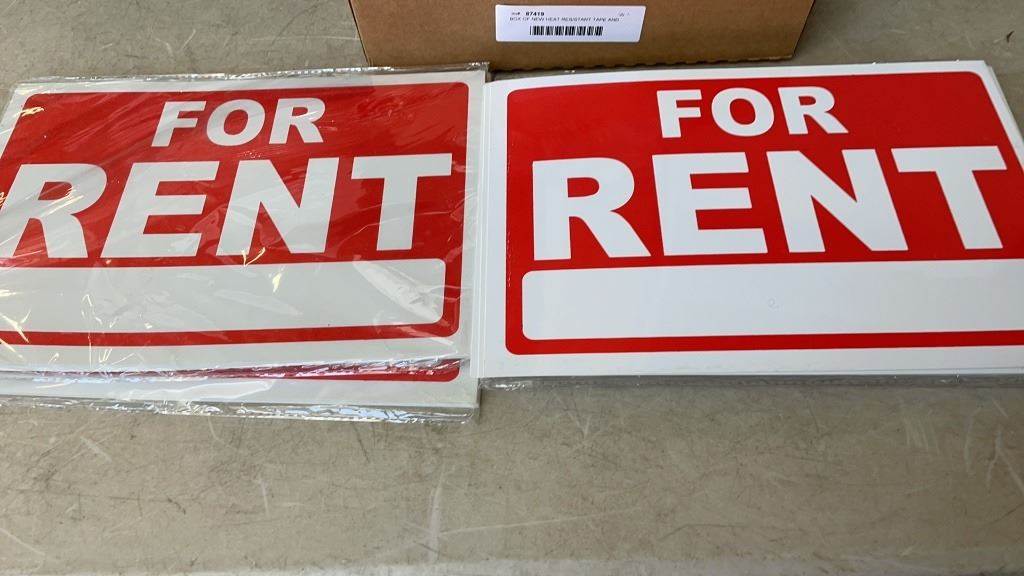 87419
BOX OF NEW HEAT RESISTANT TAPE AND
FOR
RENT
FOR
RENT